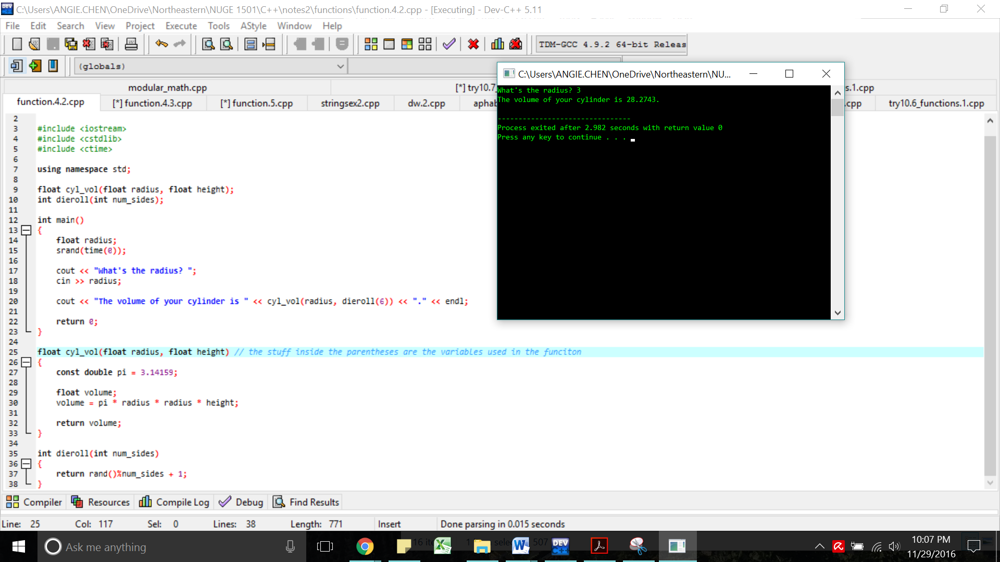 C:\Users\ANGIE.CHEN\OneDrive\Northeastern\NUGE 1501\C++\notes2\functions\function.4.2.cpp - [Executing] - Dev-C++ 5.11
File Edit Search View Project Execute Tools AStyle Window Help
TDM-GCC 4.9.2 64-bit Releas
(globals)
modular_math.cpp [*] try10.7 s.1.cpp
function.4.2.cpp [*] function.4.3.cpp [*] function.5.cpp stringsex2.cpp dw.2.cpp aphab .cpp try10.6_functions.1.cpp
C:\Users\ANGIE.CHEN\OneDrive\Northeastern\NU...
What's the radius? 3
The volume of your cylinder is 28.2743.
--------------------------------
Process exited after 2.982 seconds with return value 0
Press any key to continue . . .
2
3 #include <iostream>
4 #include <cstdlib>
5 #include <ctime>
6
7 using namespace std;
8
9 float cyl_vol(float radius, float height);
10 int dieroll(int num_sides);
11
12 int main()
13 {
14 float radius;
15 srand(time(0));
16
17 cout << "What's the radius? ";
18 cin >> radius;
19
20 cout << "The volume of your cylinder is " << cyl_vol(radius, dieroll(6)) << "." << endl;
21
22 return 0;
23 }
24
25 float cyl_vol(float radius, float height) // the stuff inside the parentheses are the variables used in the funciton
26 {
27 const double pi = 3.14159;
28
29 float volume;
30 volume = pi * radius * radius * height;
31
32 return volume;
33 }
34
35 int dieroll(int num_sides)
36 {
37 return rand()%num_sides + 1;
38 }
Compiler Resources Compile Log Debug Find Results
Line: 25 Col: 117 Sel: 0 Lines: 38 Length: 771 Insert Done parsing in 0.015 seconds
Ask me anything
10:07 PM
11/29/2016